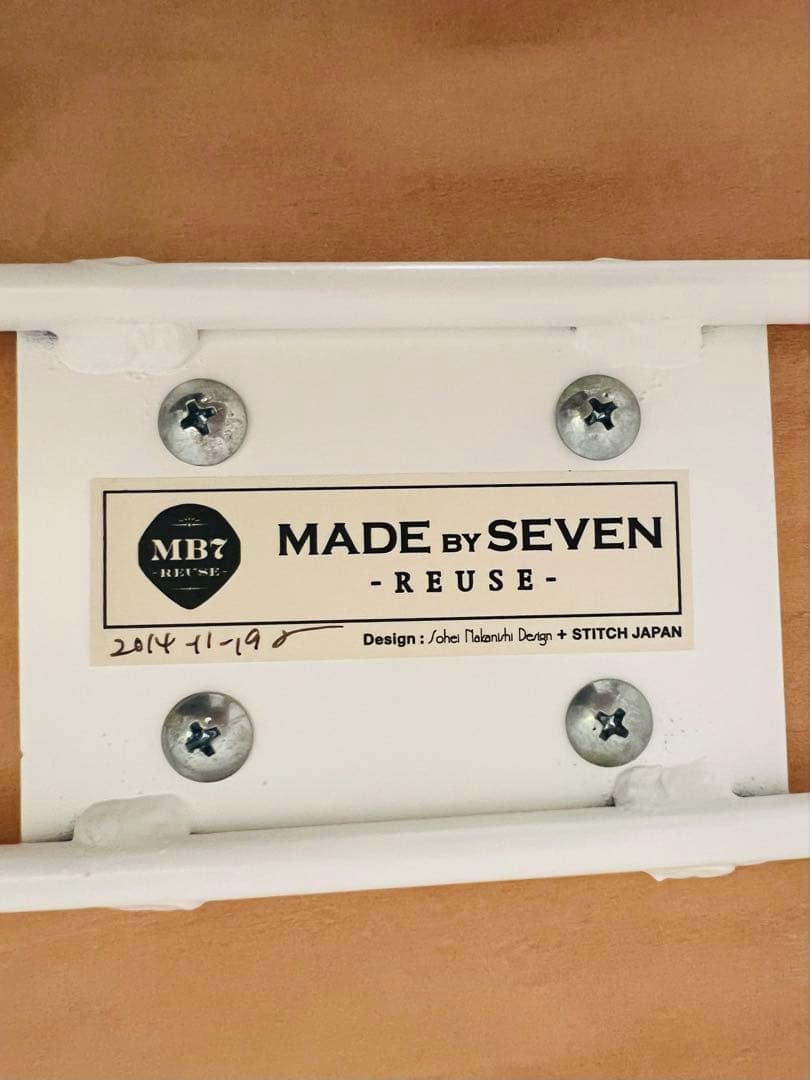 MB7
-REUSE-
MADE BY SEVEN
-REUSE-
2014-11-19
Design : Sohei Nakanishi Design + STITCH JAPAN